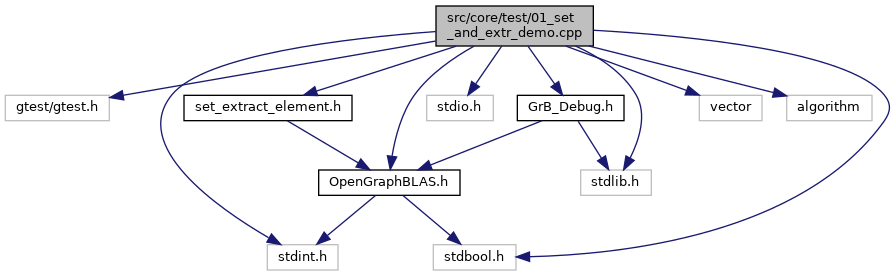 src/core/test/01_set
_and_extr_demo.cpp
gtest/gtest.h
set_extract_element.h
stdio.h
GrB_Debug.h
vector
algorithm
OpenGraphBLAS.h
stdlib.h
stdint.h
stdbool.h